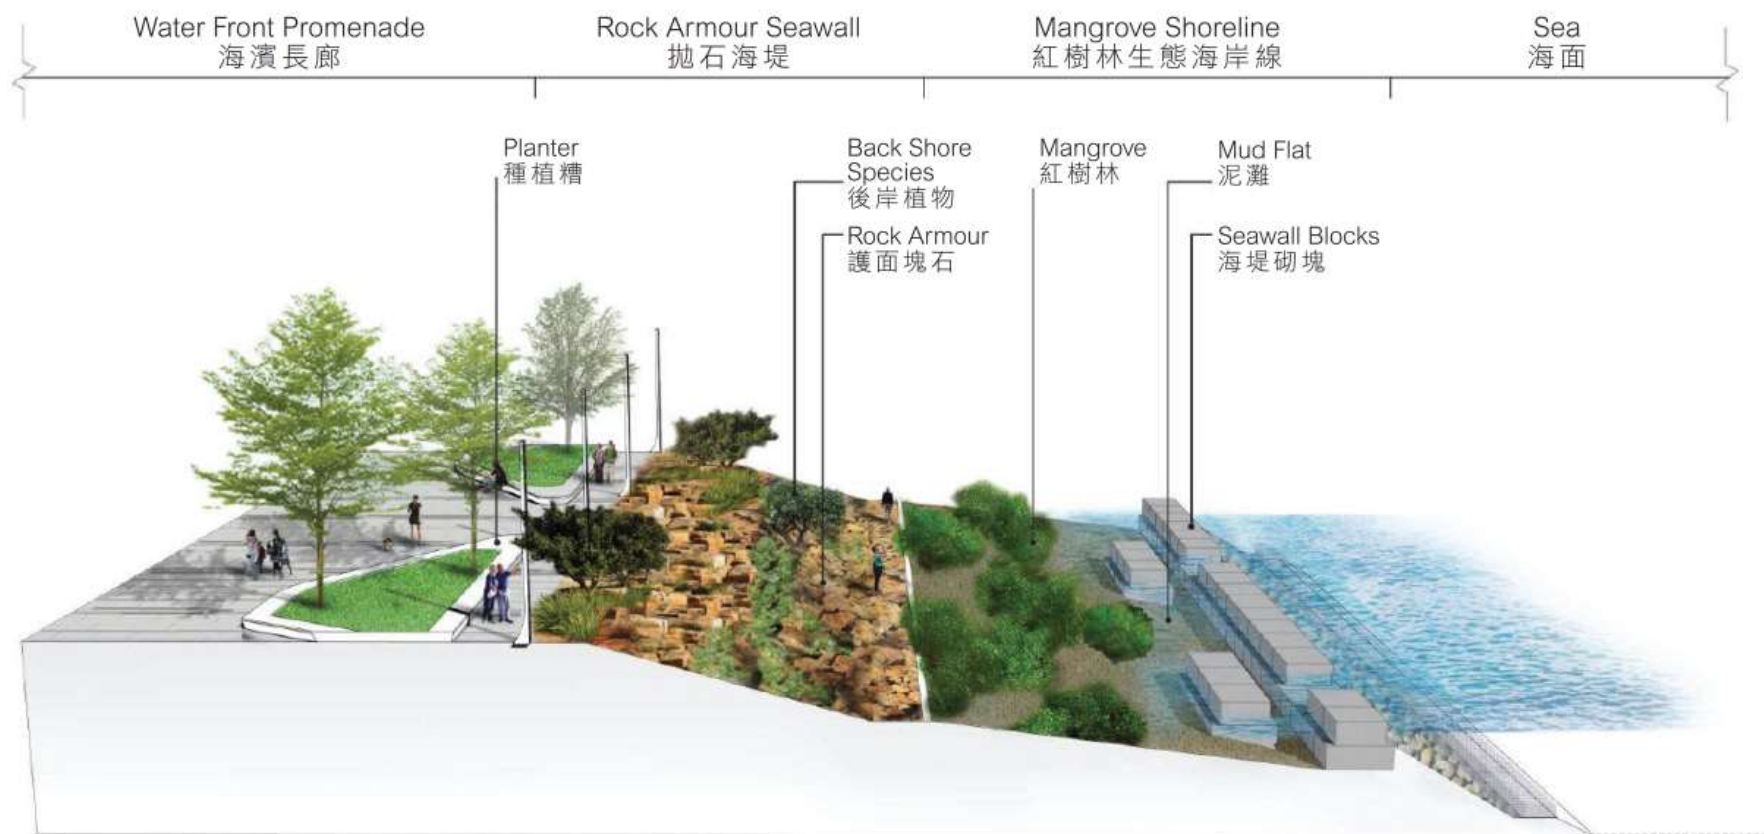 Water Front Promenade
海濱長廊
Rock Armour Seawall
拋石海堤
Mangrove Shoreline
紅樹林生態海岸線
Sea
海面
Planter
種植糟
Back Shore
Species
後岸植物
Rock Armour
護面塊石
Mangrove
紅樹林
Mud Flat
泥灘
Seawall Blocks
海堤砌塊